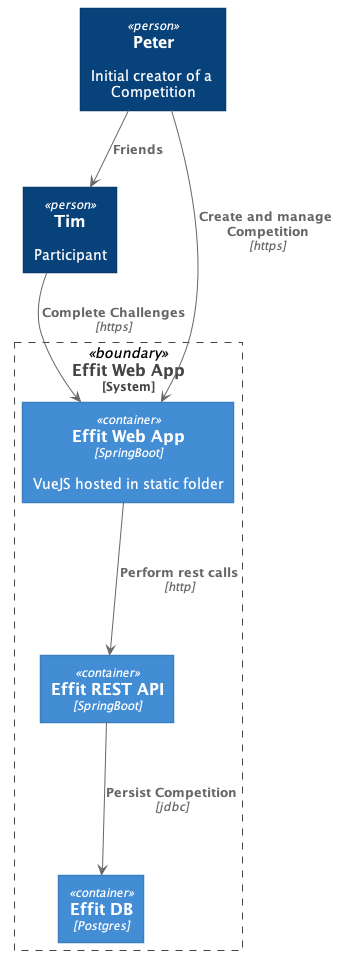 «person»
Peter
Initial creator of a
Competition
Friends
«person»
Tim
Participant
Create and manage
Competition
[https]
Complete Challenges
[https]
«boundary»
Effit Web App
[System]
«container»
Effit Web App
[SpringBoot]
VueJS hosted in static folder
Perform rest calls
[http]
«container»
Effit REST API
[SpringBoot]
Persist Competition
[jdbc]
«container»
Effit DB
[Postgres]